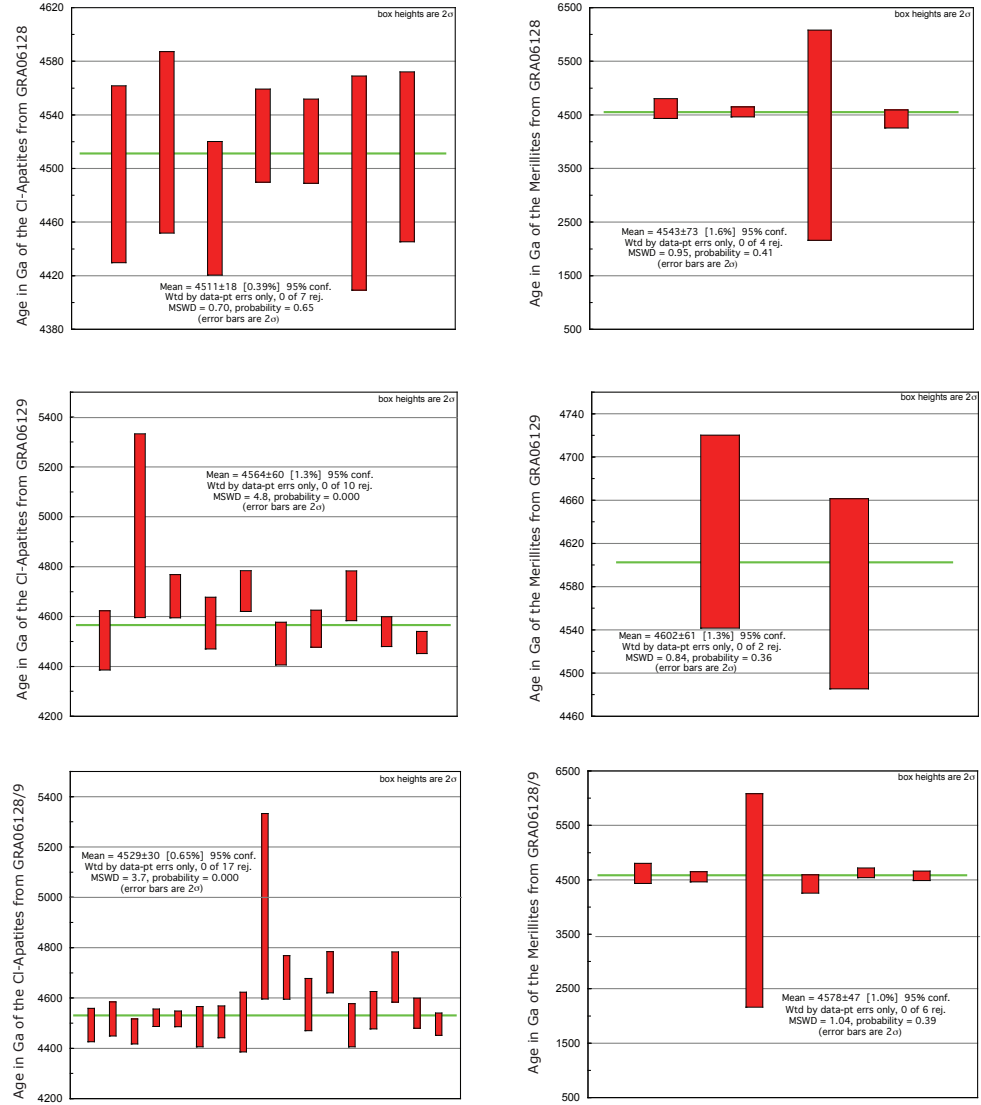 Age in Ga of the Cl-Apatites from GRA06128
4620
4580
4540
4500
4460
4420
4380
box heights are 2σ
Mean = 4511±18 [0.39%] 95% conf.
Wtd by data-pt errs only, 0 of 7 rej.
MSWD = 0.70, probability = 0.65
(error bars are 2σ)
Age in Ga of the Merillites from GRA06128
6500
5500
4500
3500
2500
1500
500
box heights are 2σ
Mean = 4543±73 [1.6%] 95% conf.
Wtd by data-pt errs only, 0 of 4 rej.
MSWD = 0.95, probability = 0.41
(error bars are 2σ)
Age in Ga of the Cl-Apatites from GRA06129
5400
5200
5000
4800
4600
4400
4200
box heights are 2σ
Mean = 4564±60 [1.3%] 95% conf.
Wtd by data-pt errs only, 0 of 10 rej.
MSWD = 4.8, probability = 0.000
(error bars are 2σ)
Age in Ga of the Merillites from GRA06129
4740
4700
4660
4620
4580
4540
4500
4460
box heights are 2σ
Mean = 4602±61 [1.3%] 95% conf.
Wtd by data-pt errs only, 0 of 2 rej.
MSWD = 0.84, probability = 0.36
(error bars are 2σ)
Age in Ga of the Cl-Apatites from GRA06128/9
5400
5200
5000
4800
4600
4400
4200
box heights are 2σ
Mean = 4529±30 [0.65%] 95% conf.
Wtd by data-pt errs only, 0 of 17 rej.
MSWD = 3.7, probability = 0.000
(error bars are 2σ)
Age in Ga of the Merillites from GRA06128/9
6500
5500
4500
3500
2500
1500
500
box heights are 2σ
Mean = 4578±47 [1.0%] 95% conf.
Wtd by data-pt errs only, 0 of 6 rej.
MSWD = 1.04, probability = 0.39
(error bars are 2σ)